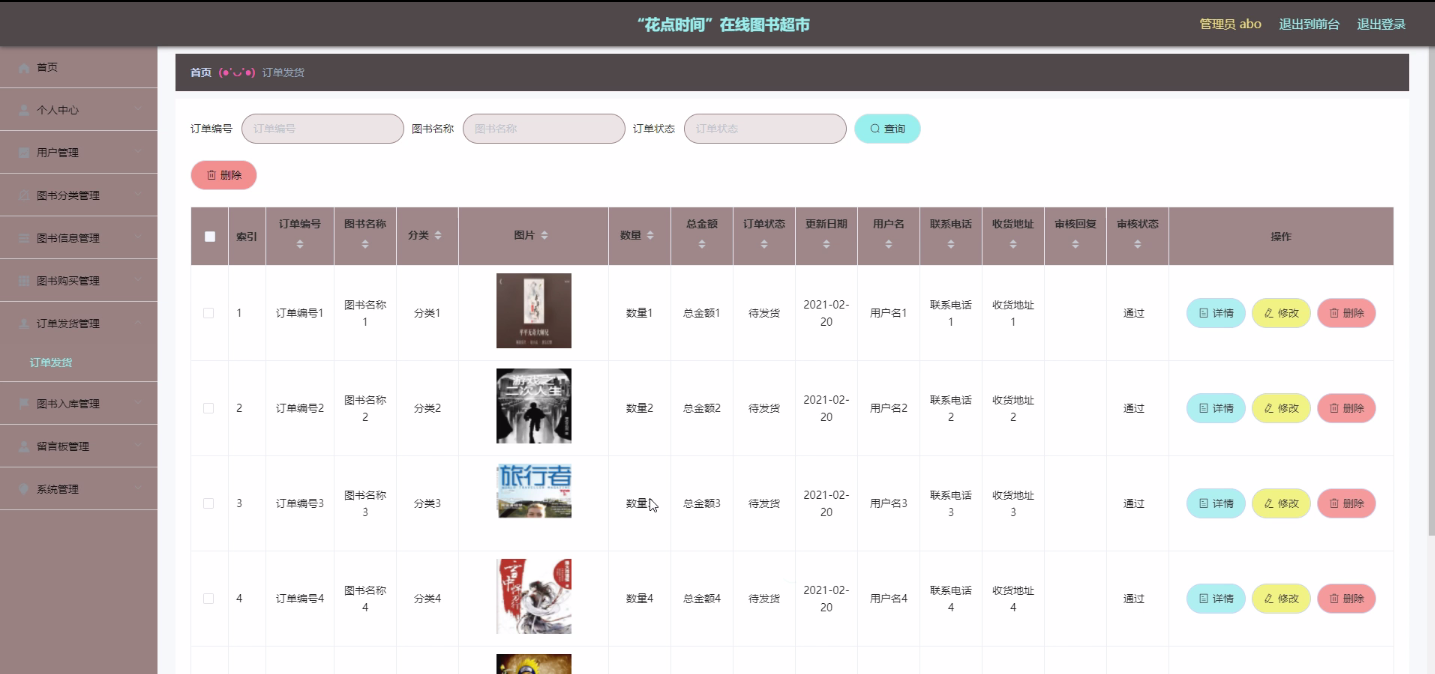 “花点时间”在线图书超市
管理员 abo 退出到前台 退出登录
首页
个人中心
用户管理
图书分类管理
图书信息管理
图书购买管理
订单发货管理
订单发货
图书入库管理
留言板管理
系统管理
首页 (●'◡'●) 订单发货
订单编号 订单编号 图书名称 图书名称 订单状态 订单状态 查询
删除
索引 订单编号 图书名称 分类 图片 数量 总金额 订单状态 更新日期 用户名 联系电话 收货地址 审核回复 审核状态 操作
1 订单编号1 图书名称1 分类1 数量1 总金额1 待发货 2021-02-20 用户名1 联系电话1 收货地址1 通过 详情 修改 删除
2 订单编号2 图书名称2 分类2 数量2 总金额2 待发货 2021-02-20 用户名2 联系电话2 收货地址2 通过 详情 修改 删除
二次人生
3 订单编号3 图书名称3 分类3 数量 总金额3 待发货 2021-02-20 用户名3 联系电话3 收货地址3 通过 详情 修改 删除
旅行者
4 订单编号4 图书名称4 分类4 数量4 总金额4 待发货 2021-02-20 用户名4 联系电话4 收货地址4 通过 详情 修改 删除